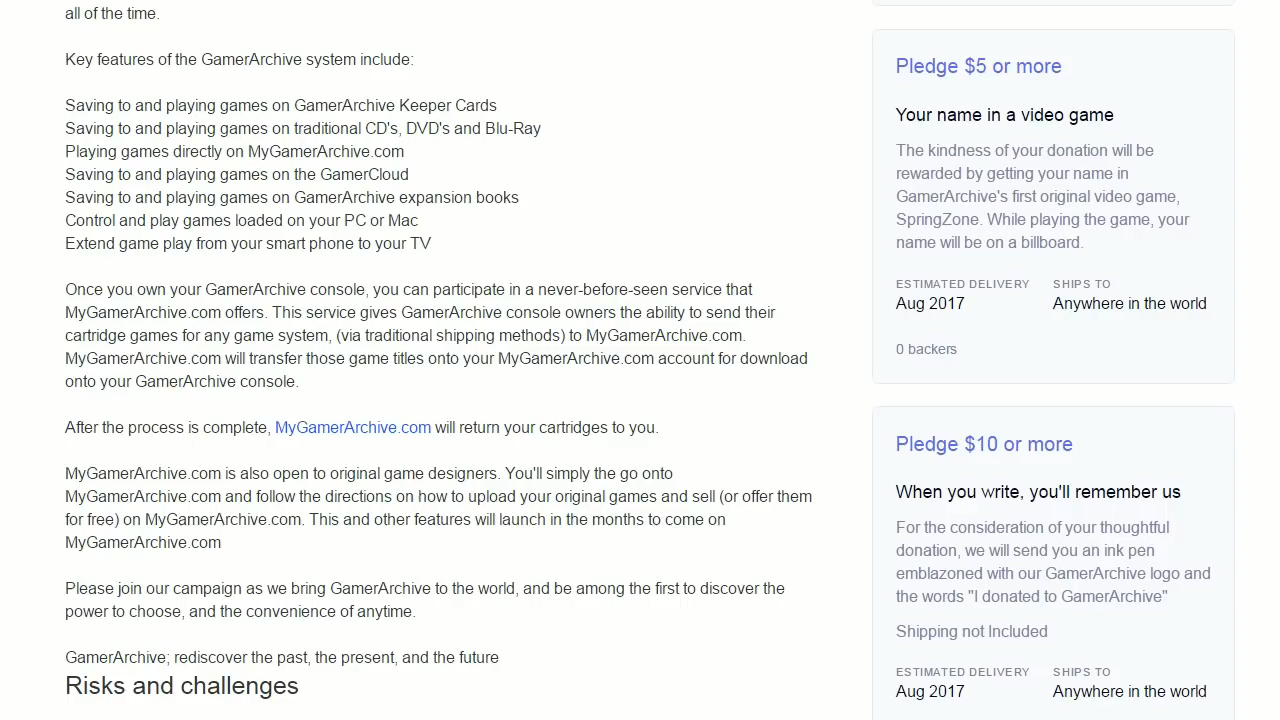 all of the time.
Key features of the GamerArchive system include:
Saving to and playing games on GamerArchive Keeper Cards
Saving to and playing games on traditional CD's, DVD's and Blu-Ray
Playing games directly on MyGamerArchive.com
Saving to and playing games on the GamerCloud
Saving to and playing games on GamerArchive expansion books
Control and play games loaded on your PC or Mac
Extend game play from your smart phone to your TV
Once you own your GamerArchive console, you can participate in a never-before-seen service that
MyGamerArchive.com offers. This service gives GamerArchive console owners the ability to send their
cartridge games for any game system, (via traditional shipping methods) to MyGamerArchive.com.
MyGamerArchive.com will transfer those game titles onto your MyGamerArchive.com account for download
onto your GamerArchive console.
After the process is complete, MyGamerArchive.com will return your cartridges to you.
MyGamerArchive.com is also open to original game designers. You'll simply the go onto
MyGamerArchive.com and follow the directions on how to upload your original games and sell (or offer them
for free) on MyGamerArchive.com. This and other features will launch in the months to come on
MyGamerArchive.com
Please join our campaign as we bring GamerArchive to the world, and be among the first to discover the
power to choose, and the convenience of anytime.
GamerArchive; rediscover the past, the present, and the future
Risks and challenges
Pledge $5 or more
Your name in a video game
The kindness of your donation will be
rewarded by getting your name in
GamerArchive's first original video game,
SpringZone. While playing the game, your
name will be on a billboard.
ESTIMATED DELIVERY SHIPS TO
Aug 2017 Anywhere in the world
0 backers
Pledge $10 or more
When you write, you'll remember us
For the consideration of your thoughtful
donation, we will send you an ink pen
emblazoned with our GamerArchive logo and
the words "I donated to GamerArchive"
Shipping not Included
ESTIMATED DELIVERY SHIPS TO
Aug 2017 Anywhere in the world